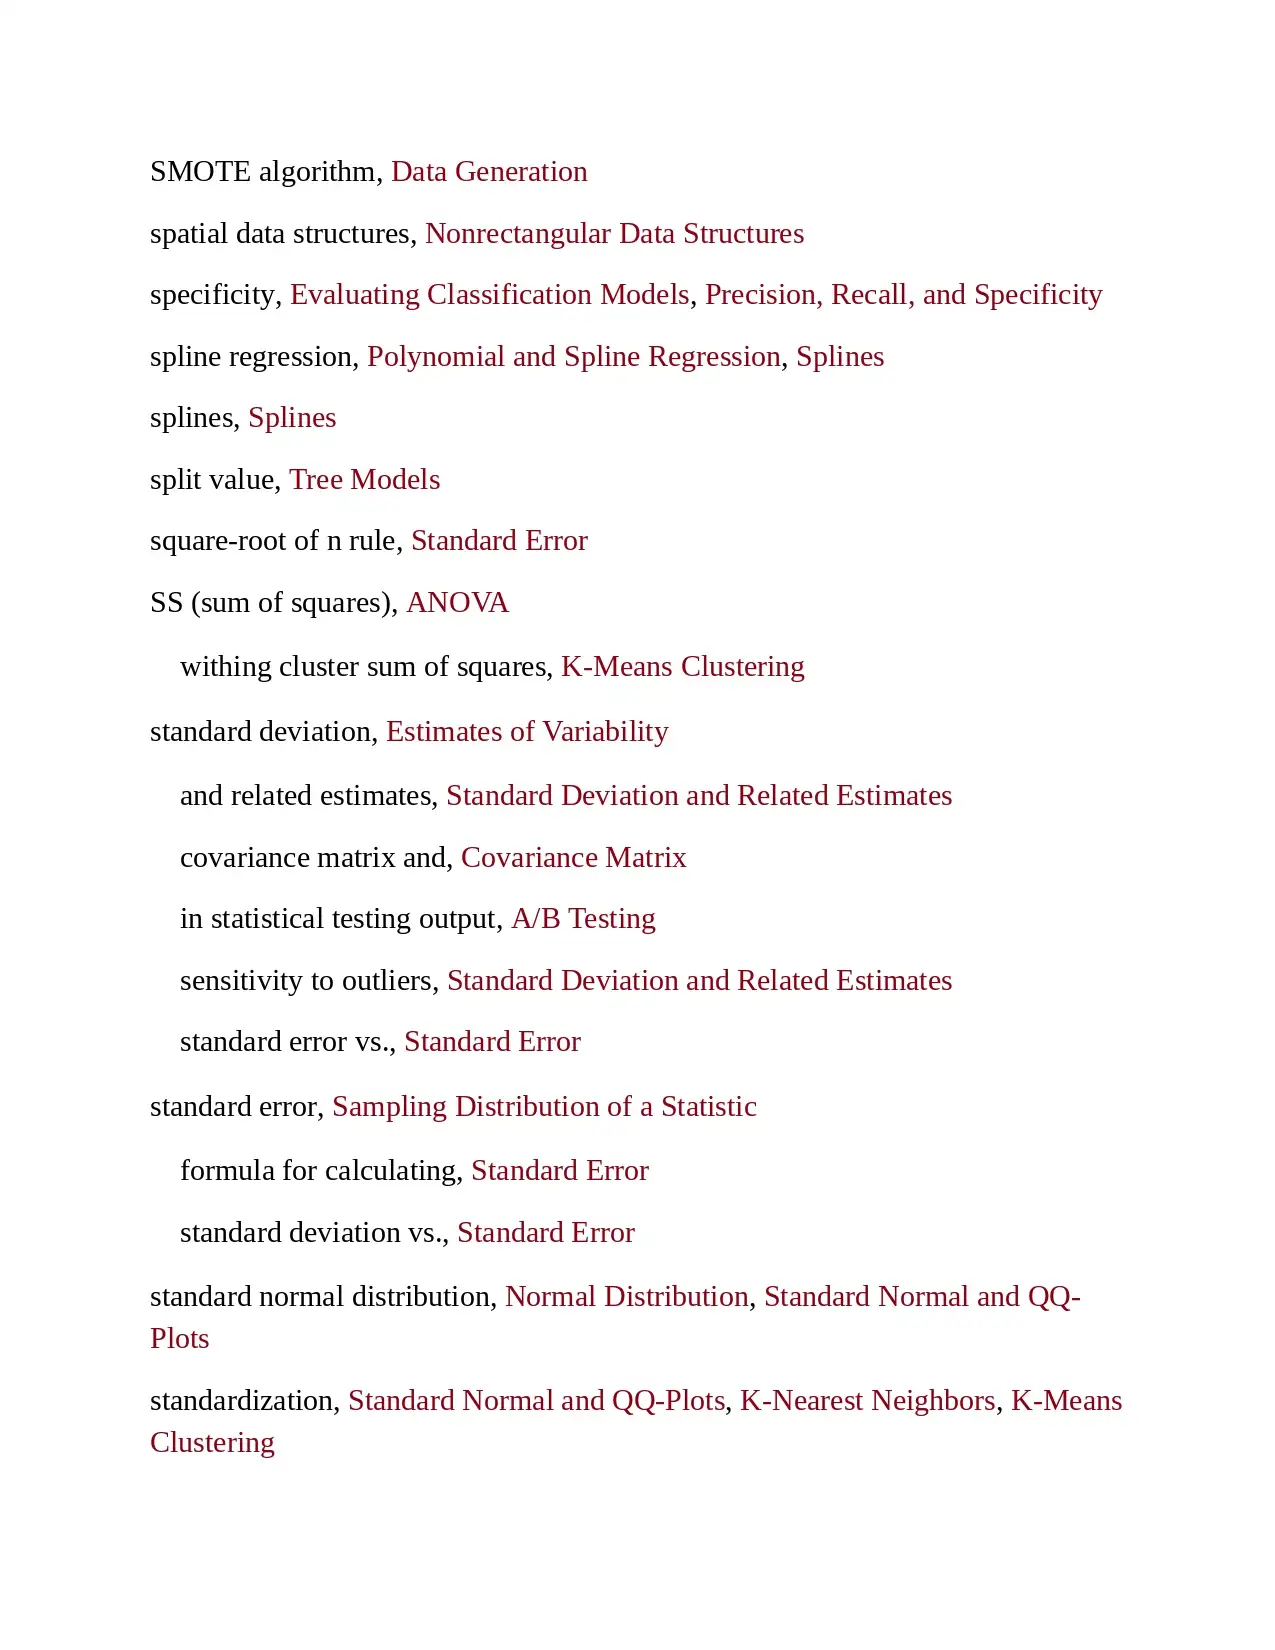 SMOTE algorithm, Data Generation
spatial data structures, Nonrectangular Data Structures
specificity, Evaluating Classification Models, Precision, Recall, and Specificity
spline regression, Polynomial and Spline Regression, Splines
splines, Splines
split value, Tree Models
square-root of n rule, Standard Error
SS (sum of squares), ANOVA
withing cluster sum of squares, K-Means Clustering
standard deviation, Estimates of Variability
and related estimates, Standard Deviation and Related Estimates
covariance matrix and, Covariance Matrix
in statistical testing output, A/B Testing
sensitivity to outliers, Standard Deviation and Related Estimates
standard error vs., Standard Error
standard error, Sampling Distribution of a Statistic
formula for calculating, Standard Error
standard deviation vs., Standard Error
standard normal distribution, Normal Distribution, Standard Normal and QQ-
Plots
standardization, Standard Normal and QQ-Plots, K-Nearest Neighbors, K-Means
Clustering